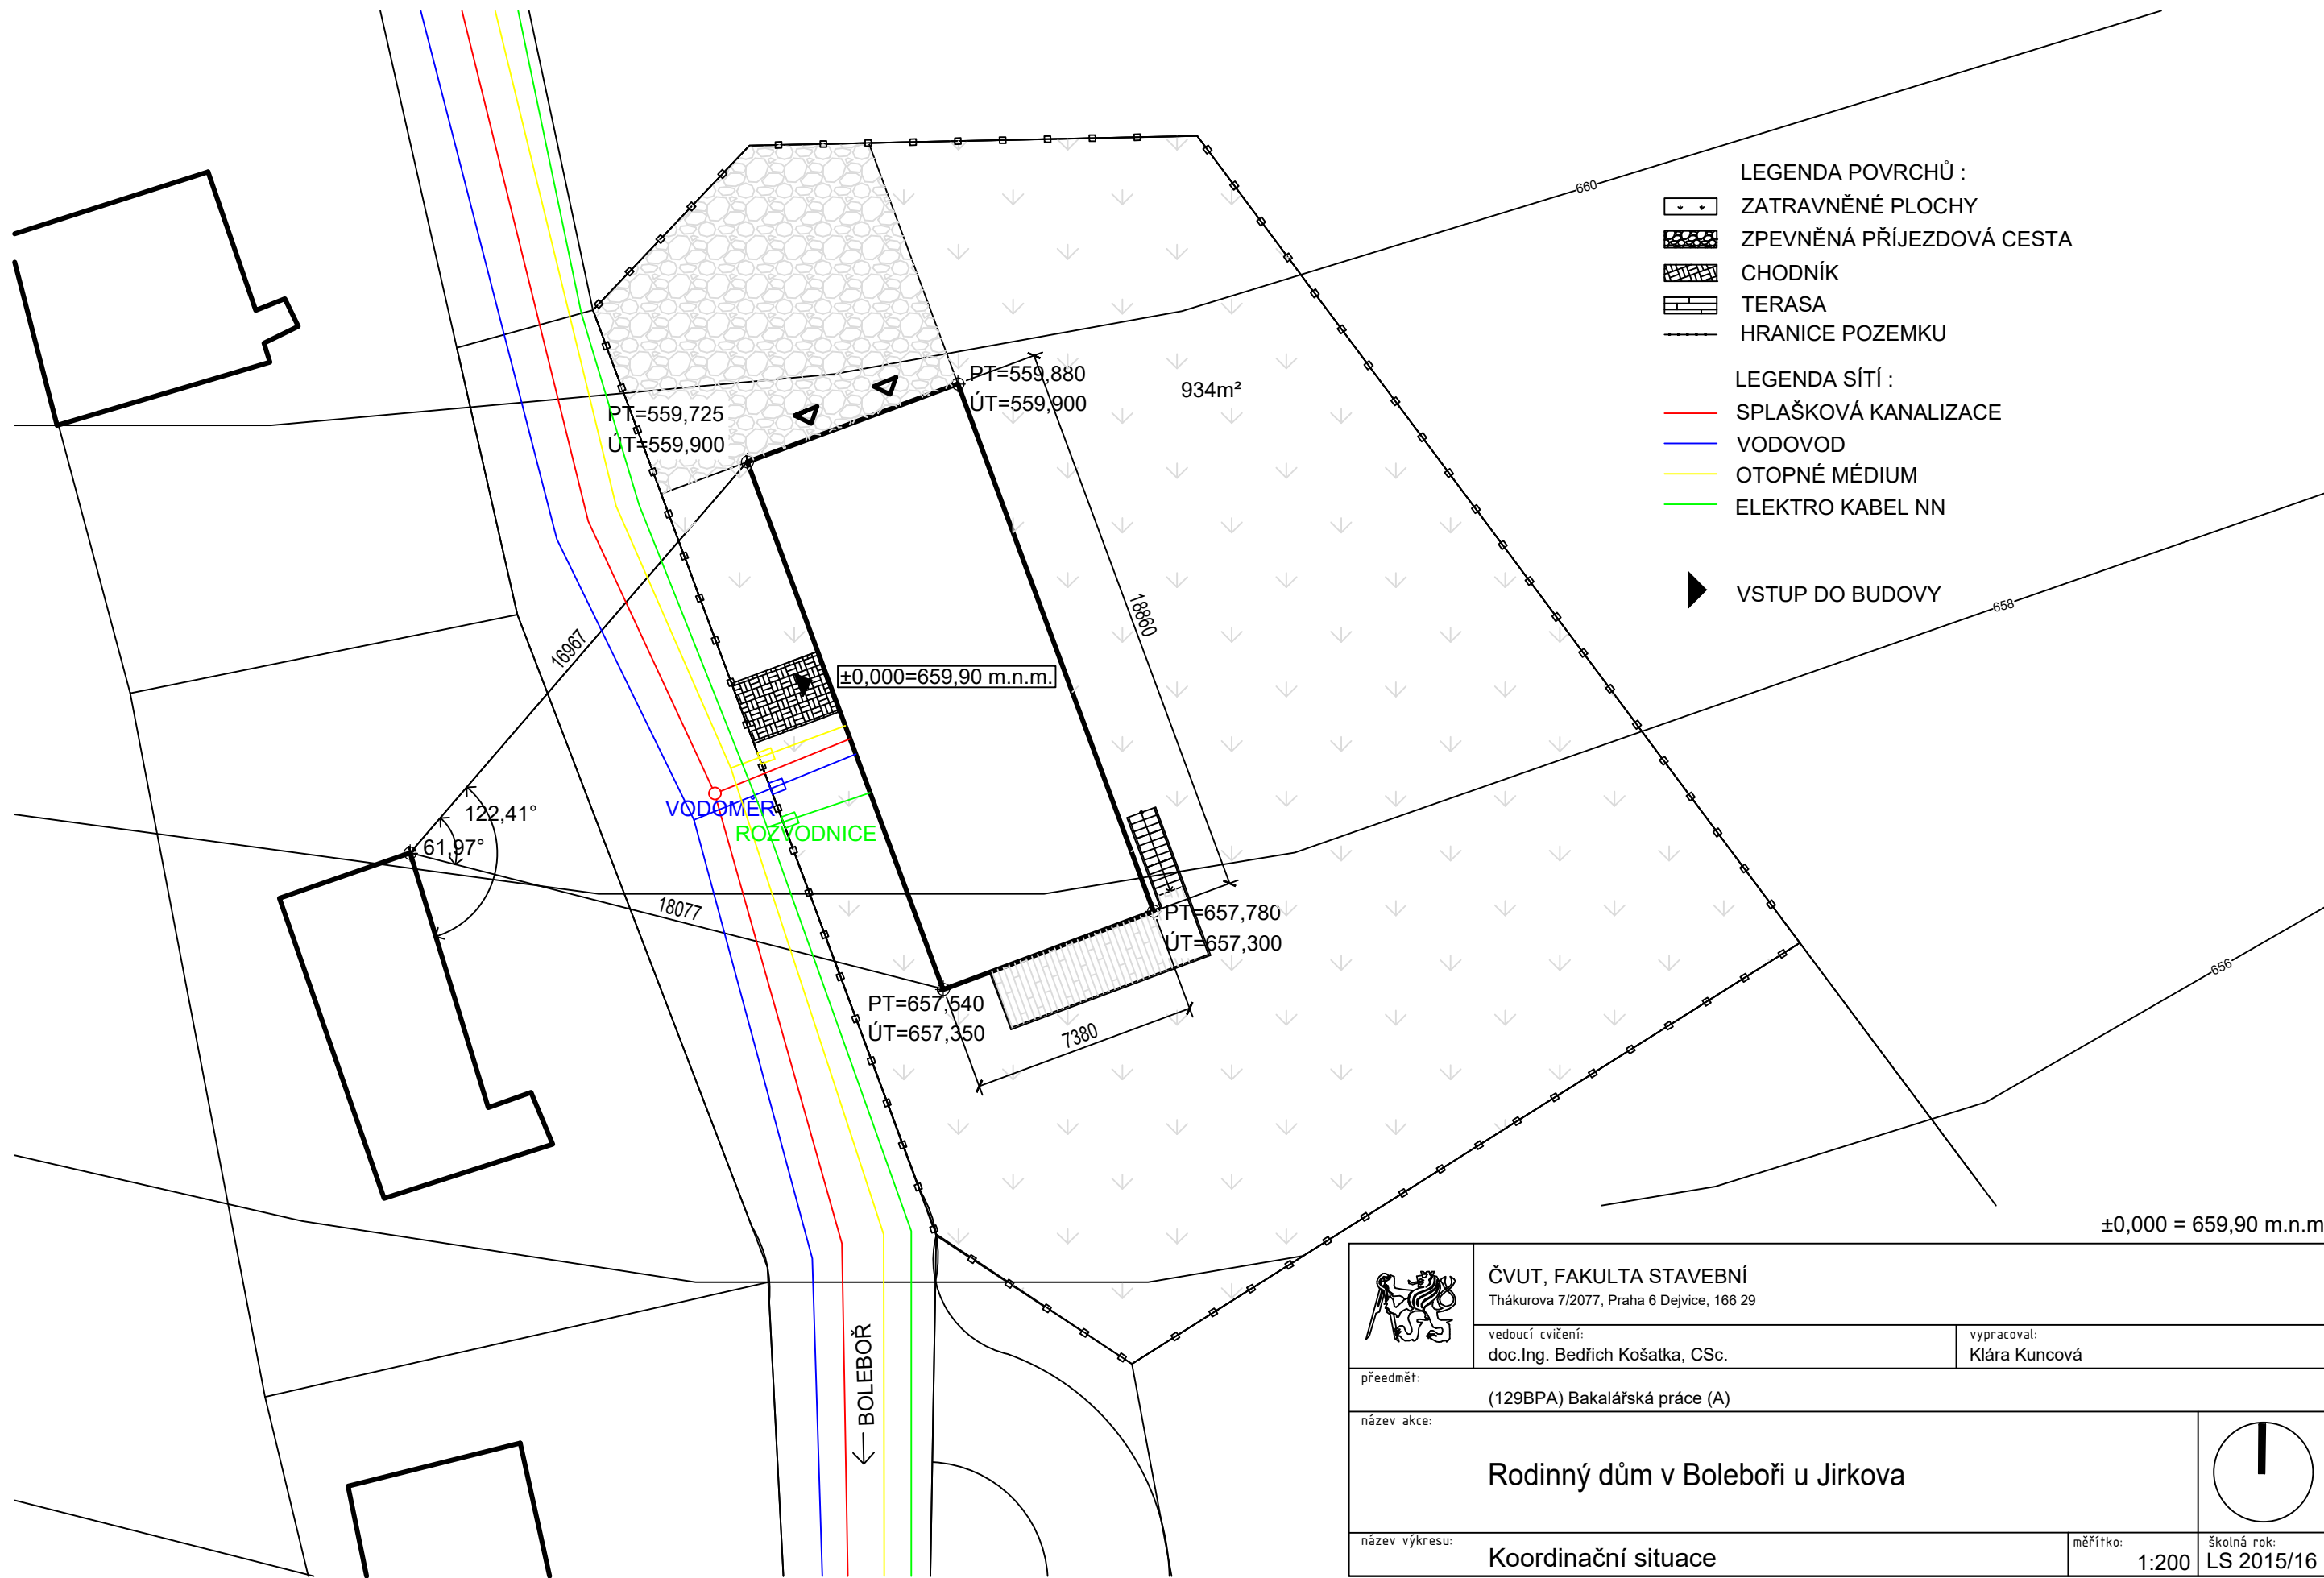 660
LEGENDA POVRCHŮ :
ZATRAVNĚNÉ PLOCHY
ZPEVNĚNÁ PŘÍJEZDOVÁ CESTA
CHODNÍK
TERASA
HRANICE POZEMKU
LEGENDA SÍTÍ :
SPLAŠKOVÁ KANALIZACE
VODOVOD
OTOPNÉ MÉDIUM
ELEKTRO KABEL NN
VSTUP DO BUDOVY
PT=559,880
ÚT=559,900
934m²
PT=559,725
ÚT=559,900
18860
658
16967
±0,000=659,90 m.n.m.
VODOMĚR
ROZVODNICE
122,41°
61,97°
18077
PT=657,780
ÚT=657,300
656
PT=657,540
ÚT=657,350
7380
BOLEBOŘ
±0,000 = 659,90 m.n.m
ČVUT, FAKULTA STAVEBNÍ
Thákurova 7/2077, Praha 6 Dejvice, 166 29
vedoucí cvičení:
doc.Ing. Bedřich Košatka, CSc.
vypracoval:
Klára Kuncová
přeedmět:
(129BPA) Bakalářská práce (A)
název akce:
Rodinný dům v Boleboři u Jirkova
název výkresu:
Koordinační situace
měřítko:
1:200
školná rok:
LS 2015/16